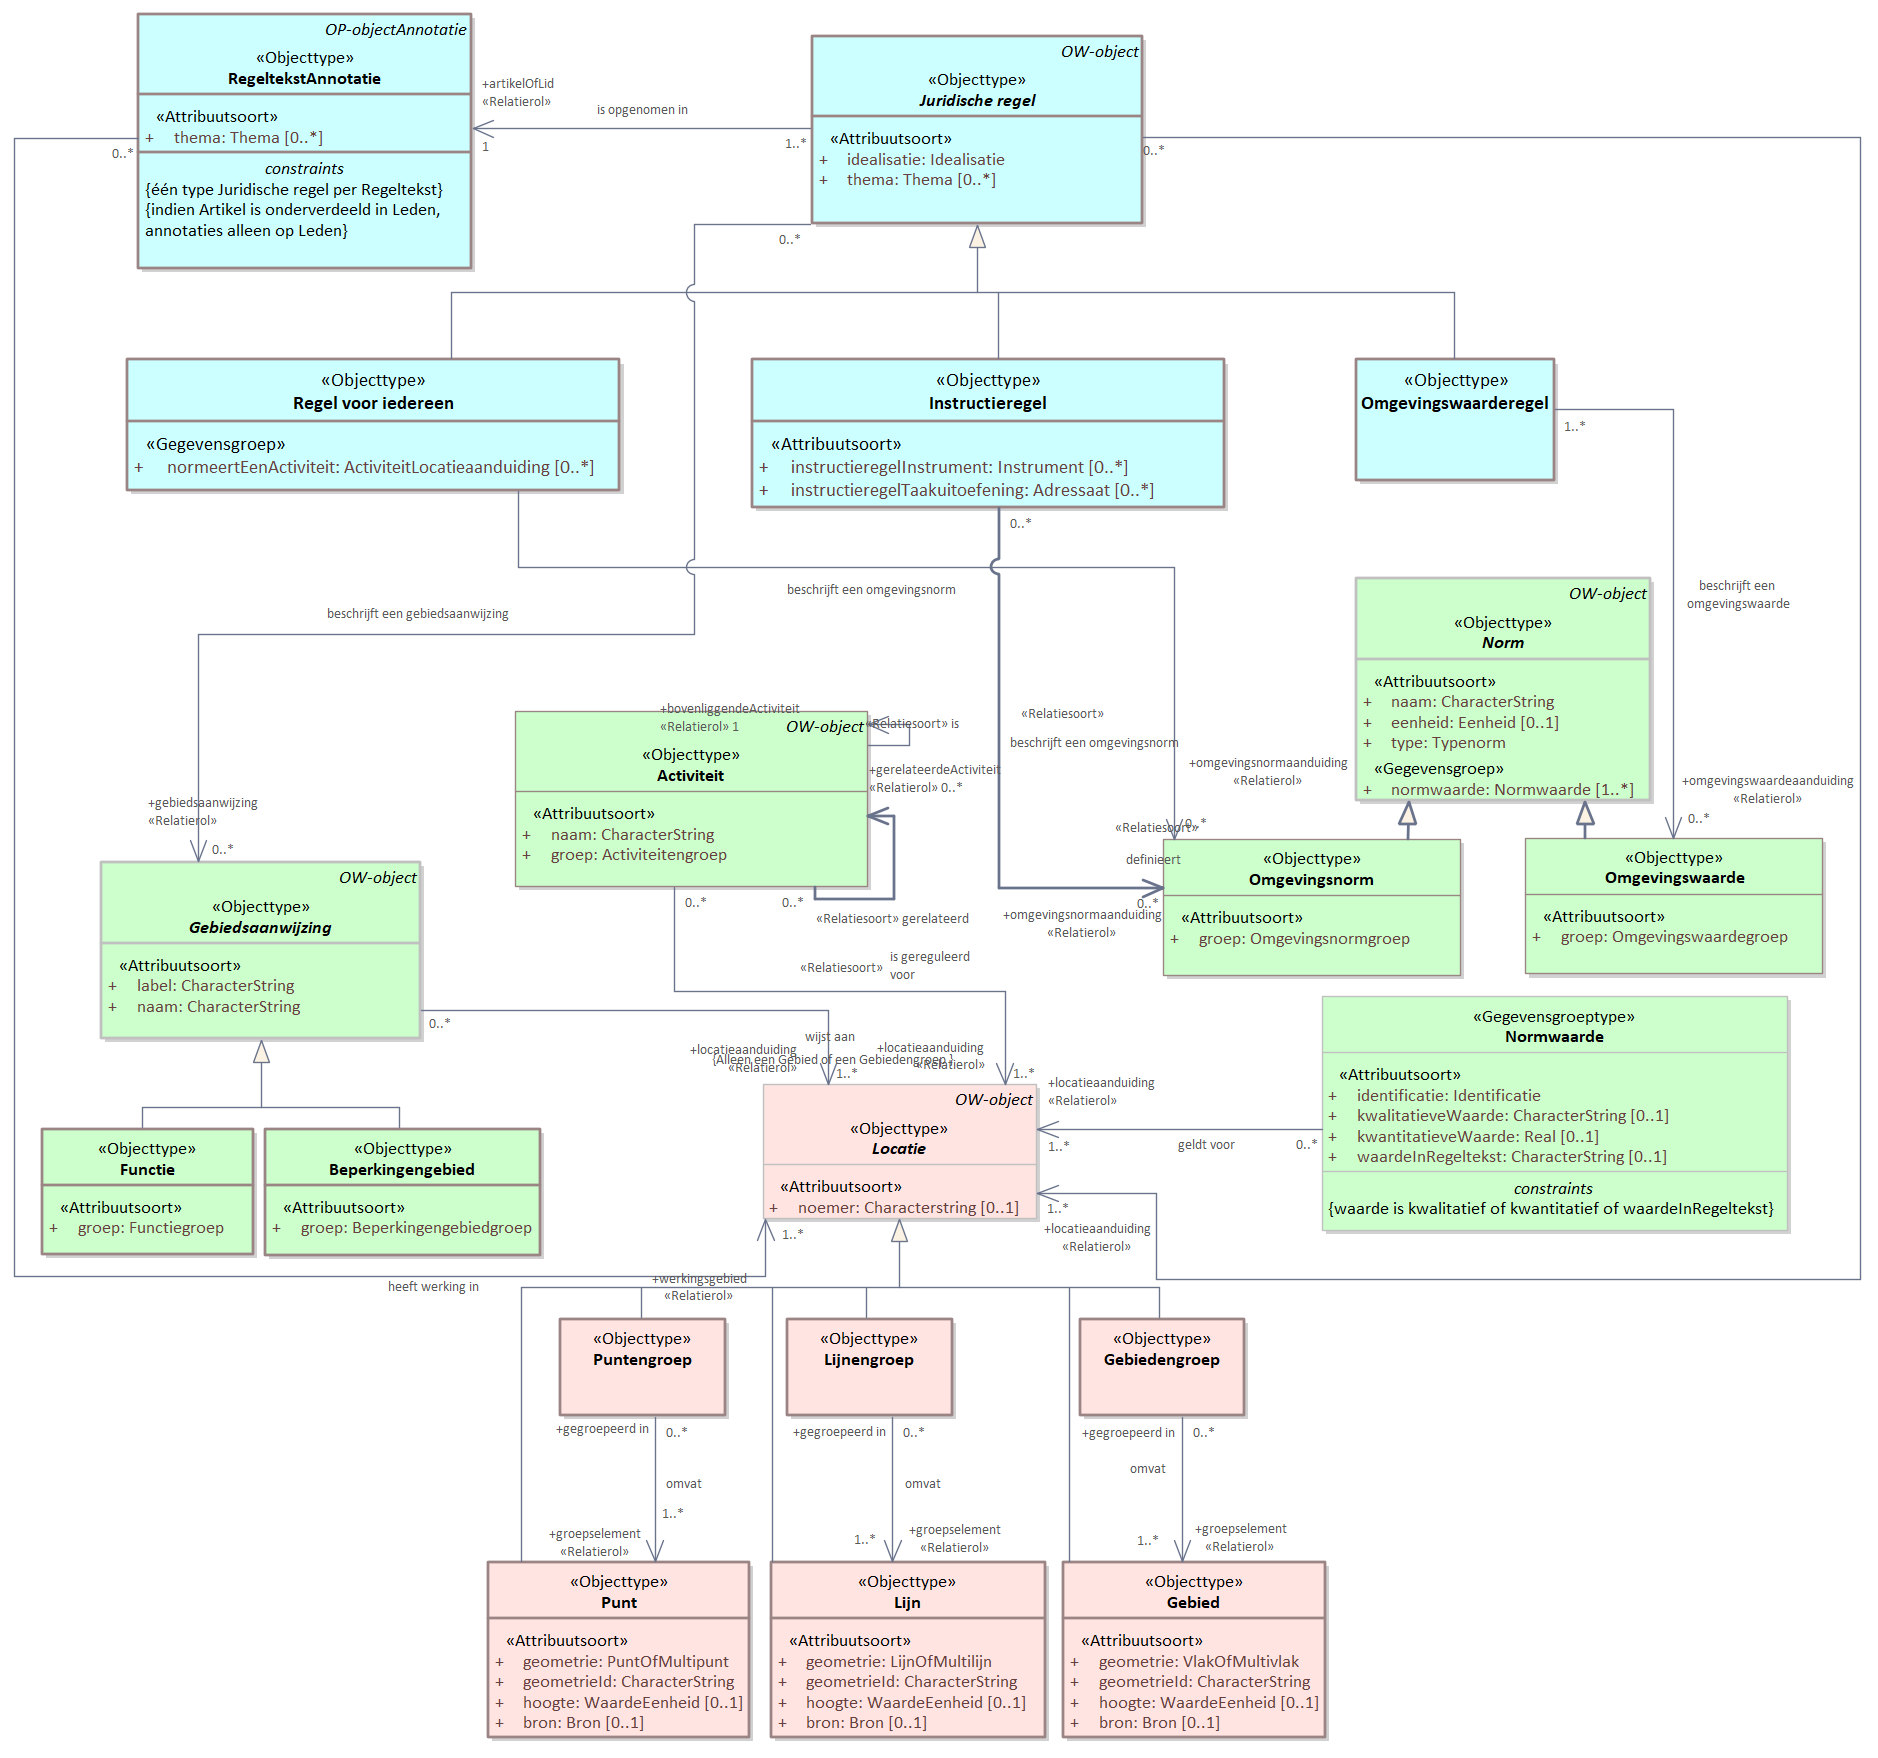 OP-objectAnnotatie
«Objecttype»
RegeltekstAnnotatie
«Attribuutsoort»
+ thema: Thema [0..*]
constraints
{één type Juridische regel per Regeltekst}
{indien Artikel is onderverdeeld in Leden,
annotaties alleen op Leden}
0..*
+artikelOfLid
«Relatierol»
1
is opgenomen in
1..*
OW-object
«Objecttype»
Juridische regel
«Attribuutsoort»
+ idealisatie: Idealisatie
+ thema: Thema [0..*]
0..*
0..*
«Objecttype»
Regel voor iedereen
«Gegevensgroep»
+ normeertEenActiviteit: ActiviteitLocatieaanduiding [0..*]
«Objecttype»
Instructieregel
«Attribuutsoort»
+ instructieregelInstrument: Instrument [0..*]
+ instructieregelTaakuitoefening: Adressaat [0..*]
0..*
«Objecttype»
Omgevingswaarderegel
1..*
beschrijft een gebiedsaanwijzing
beschrijft een omgevingsnorm
beschrijft een
omgevingswaarde
OW-object
«Objecttype»
Norm
«Attribuutsoort»
+ naam: CharacterString
+ eenheid: Eenheid [0..1]
+ type: Typenorm
«Gegevensgroep»
+ normwaarde: Normwaarde [1..*]
+bovenliggendeActiviteit
«Relatierol» 1
OW-object
«Relatiesoort» is
«Objecttype»
Activiteit
+gerelateerdeActiviteit
«Relatierol» 0..*
«Attribuutsoort»
+ naam: CharacterString
+ groep: Activiteitengroep
0..*
0..*
«Relatiesoort» gerelateerd
«Relatiesoort»
beschrijft een omgevingsnorm
+omgevingsnormaanduiding
«Relatierol»
«Relatiesoort»
0..*
definieert
0..*
+omgevingsnormaanduiding
«Relatierol»
+omgevingswaardeaanduiding
«Relatierol»
0..*
«Objecttype»
Omgevingsnorm
«Attribuutsoort»
+ groep: Omgevingsnormgroep
«Objecttype»
Omgevingswaarde
«Attribuutsoort»
+ groep: Omgevingswaardegroep
+gebiedsaanwijzing
«Relatierol»
0..*
OW-object
«Objecttype»
Gebiedsaanwijzing
«Attribuutsoort»
+ label: CharacterString
+ naam: CharacterString
0..*
«Relatiesoort»
is gereguleerd
voor
wijst aan
+locatieaanduiding
{Alleen een Gebied of een Gebiedengroep }
«Relatierol»
1..*
+locatieaanduiding
«Relatierol»
1..*
«Gegevensgroeptype»
Normwaarde
«Attribuutsoort»
+ identificatie: Identificatie
+ kwalitatieveWaarde: CharacterString [0..1]
+ kwantitatieveWaarde: Real [0..1]
+ waardeInRegeltekst: CharacterString [0..1]
constraints
{waarde is kwalitatief of kwantitatief of waardeInRegeltekst}
+locatieaanduiding
«Relatierol»
1..*
geldt voor
0..*
OW-object
«Objecttype»
Locatie
«Attribuutsoort»
+ noemer: Characterstring [0..1]
1..*
+locatieaanduiding
«Relatierol»
«Objecttype»
Functie
«Attribuutsoort»
+ groep: Functiegroep
«Objecttype»
Beperkingengebied
«Attribuutsoort»
+ groep: Beperkingengebiedgroep
1..*
heeft werking in
+werkingsgebied
«Relatierol»
«Objecttype»
Puntengroep
«Objecttype»
Lijnengroep
«Objecttype»
Gebiedengroep
+gegroepeerd in
0..*
omvat
1..*
+groepselement
«Relatierol»
+gegroepeerd in
0..*
omvat
1..*
+groepselement
«Relatierol»
+gegroepeerd in
0..*
omvat
1..*
+groepselement
«Relatierol»
«Objecttype»
Punt
«Attribuutsoort»
+ geometrie: PuntOfMultipunt
+ geometrieId: CharacterString
+ hoogte: WaardeEenheid [0..1]
+ bron: Bron [0..1]
«Objecttype»
Lijn
«Attribuutsoort»
+ geometrie: LijnOfMultilijn
+ geometrieId: CharacterString
+ hoogte: WaardeEenheid [0..1]
+ bron: Bron [0..1]
«Objecttype»
Gebied
«Attribuutsoort»
+ geometrie: VlakOfMultivlak
+ geometrieId: CharacterString
+ hoogte: WaardeEenheid [0..1]
+ bron: Bron [0..1]